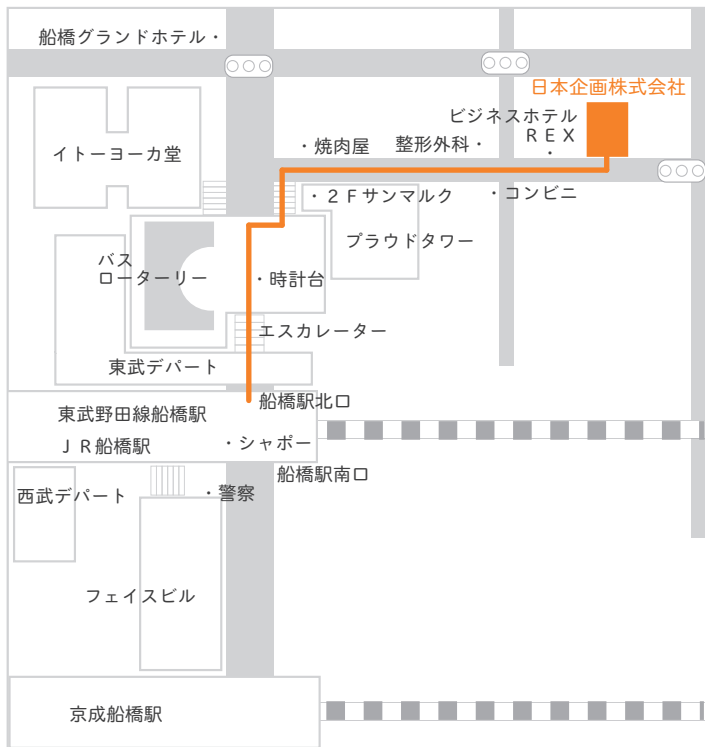 船橋グランドホテル・
日本企画株式会社
ビジネスホテル
ＲＥＸ
・
・焼肉屋
整形外科・
イトーヨーカ堂
・２Ｆサンマルク
・コンビニ
プラウドタワー
バス
ローターリー
・時計台
エスカレーター
東武デパート
船橋駅北口
東武野田線船橋駅
ＪＲ船橋駅
・シャポー
船橋駅南口
西武デパート
・警察
フェイスビル
京成船橋駅